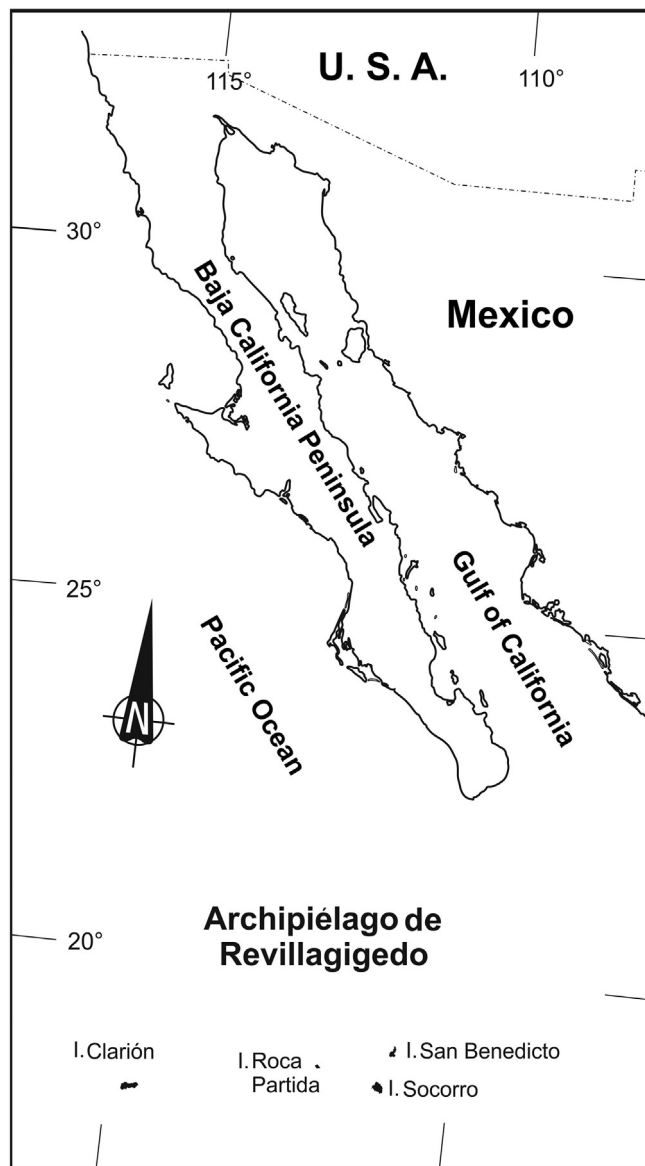 U. S. A.
115°
110°
30°
Mexico
Baja California Peninsula
Gulf of California
25°
Pacific Ocean
N
20°
Archipiélago de
Revillagigedo
I. Clarión
I. Roca
Partida
I. San Benedicto
I. Socorro